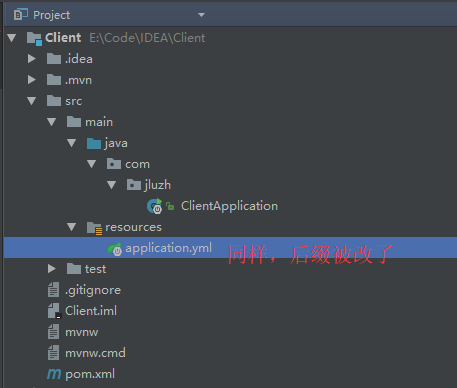 Project
Client E:\Code\IDEA\Client
.idea
.mvn
src
main
java
com
jluzh
ClientApplication
resources
application.yml 同样，后缀被改了
test
.gitignore
Client.iml
mvnw
mvnw.cmd
pom.xml